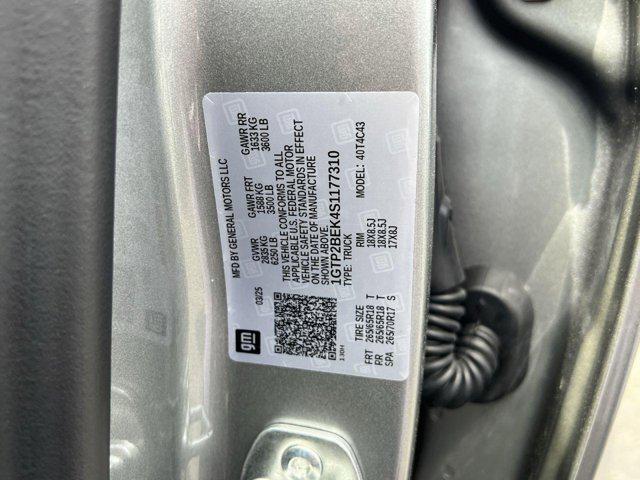 gm
MFD BY GENERAL MOTORS LLC
03/25
GVWR GAWR FRT GAWR RR
2835 KG 1588 KG 1633 KG
6250 LB 3500 LB 3600 LB
THIS VEHICLE CONFORMS TO ALL
APPLICABLE U.S. FEDERAL MOTOR
VEHICLE SAFETY STANDARDS IN EFFECT
ON THE DATE OF MANUFACTURE
SHOWN ABOVE.
1GTP2BEK4S1177310
TYPE: TRUCK MODEL: 40T4C43
TIRE SIZE RIM
FRT 265/65R18 T 18X8.5J
RR 265/65R18 T 18X8.5J
SPA 265/70R17 S 17X8J